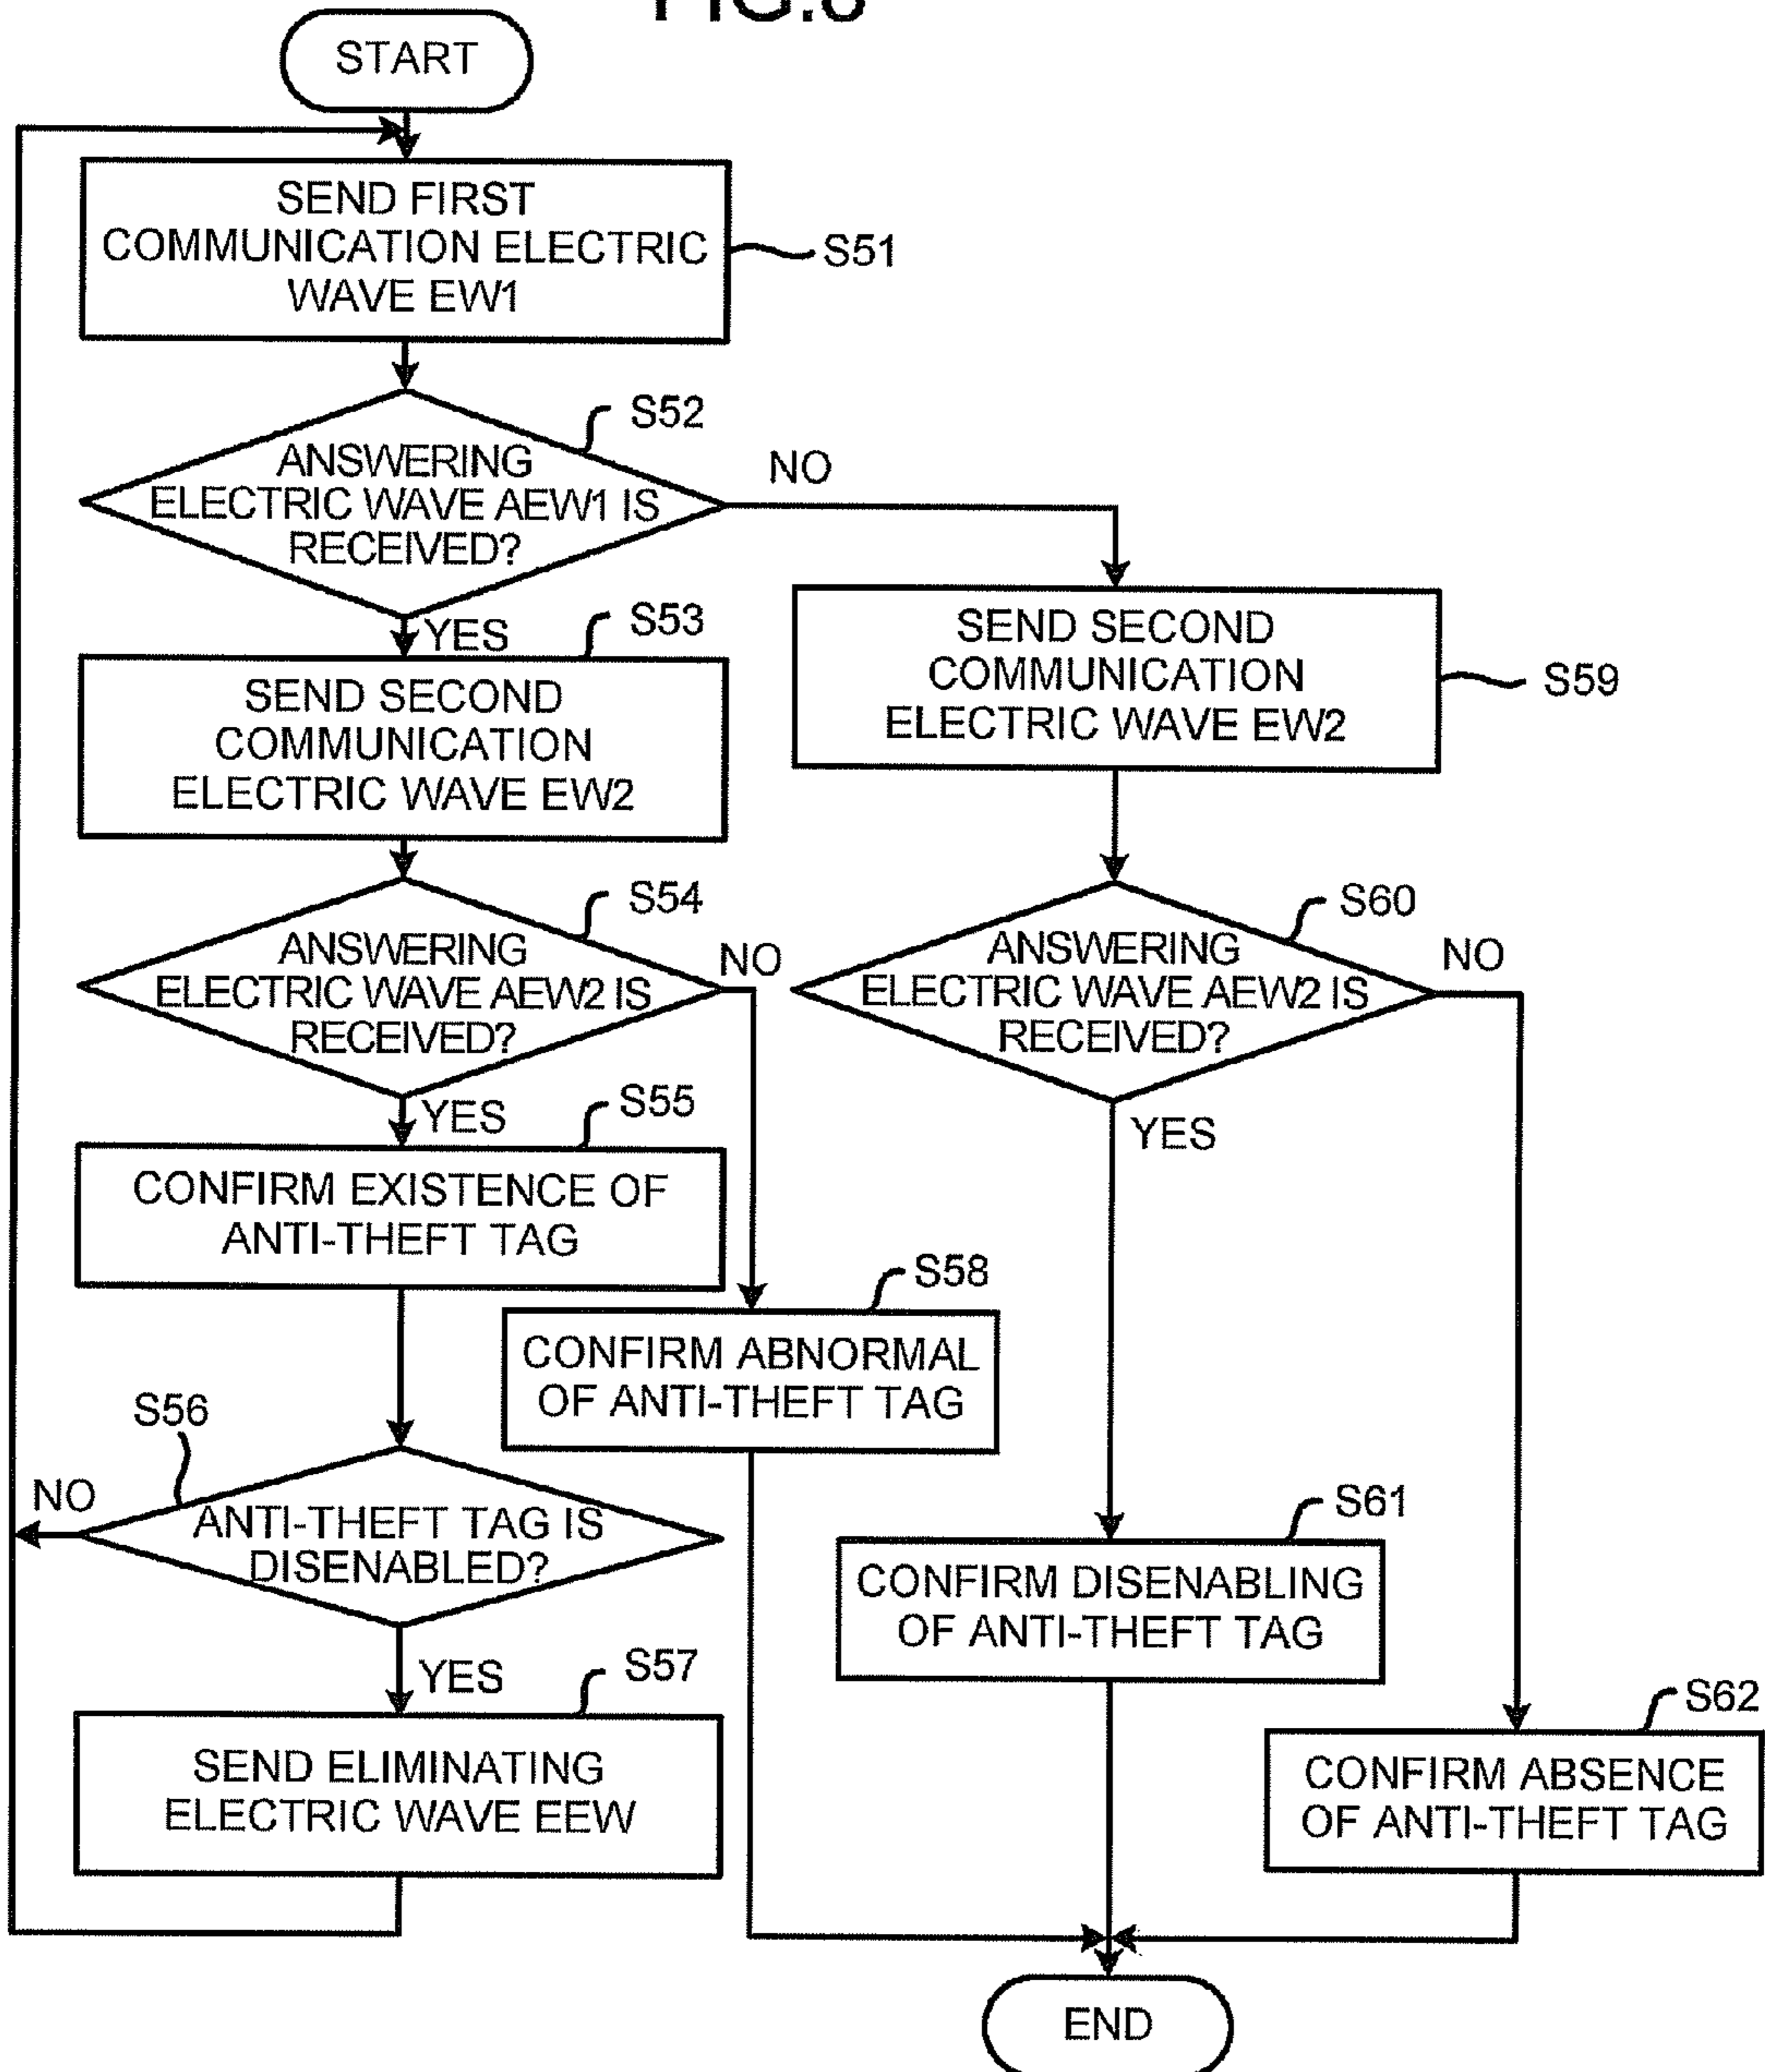 START
SEND FIRST
COMMUNICATION ELECTRIC
WAVE EW1
S51
S52
ANSWERING
ELECTRIC WAVE AEW1 IS
RECEIVED?
NO
YES
S53
SEND SECOND
COMMUNICATION
ELECTRIC WAVE EW2
SEND SECOND
COMMUNICATION
ELECTRIC WAVE EW2
S59
S54
ANSWERING
ELECTRIC WAVE AEW2 IS
RECEIVED?
NO
S60
ANSWERING
ELECTRIC WAVE AEW2 IS
RECEIVED?
NO
YES
YES
S55
CONFIRM EXISTENCE OF
ANTI-THEFT TAG
S58
CONFIRM ABNORMAL
OF ANTI-THEFT TAG
S56
NO
ANTI-THEFT TAG IS
DISENABLED?
YES
S57
SEND ELIMINATING
ELECTRIC WAVE EEW
S61
CONFIRM DISENABLING
OF ANTI-THEFT TAG
S62
CONFIRM ABSENCE
OF ANTI-THEFT TAG
END